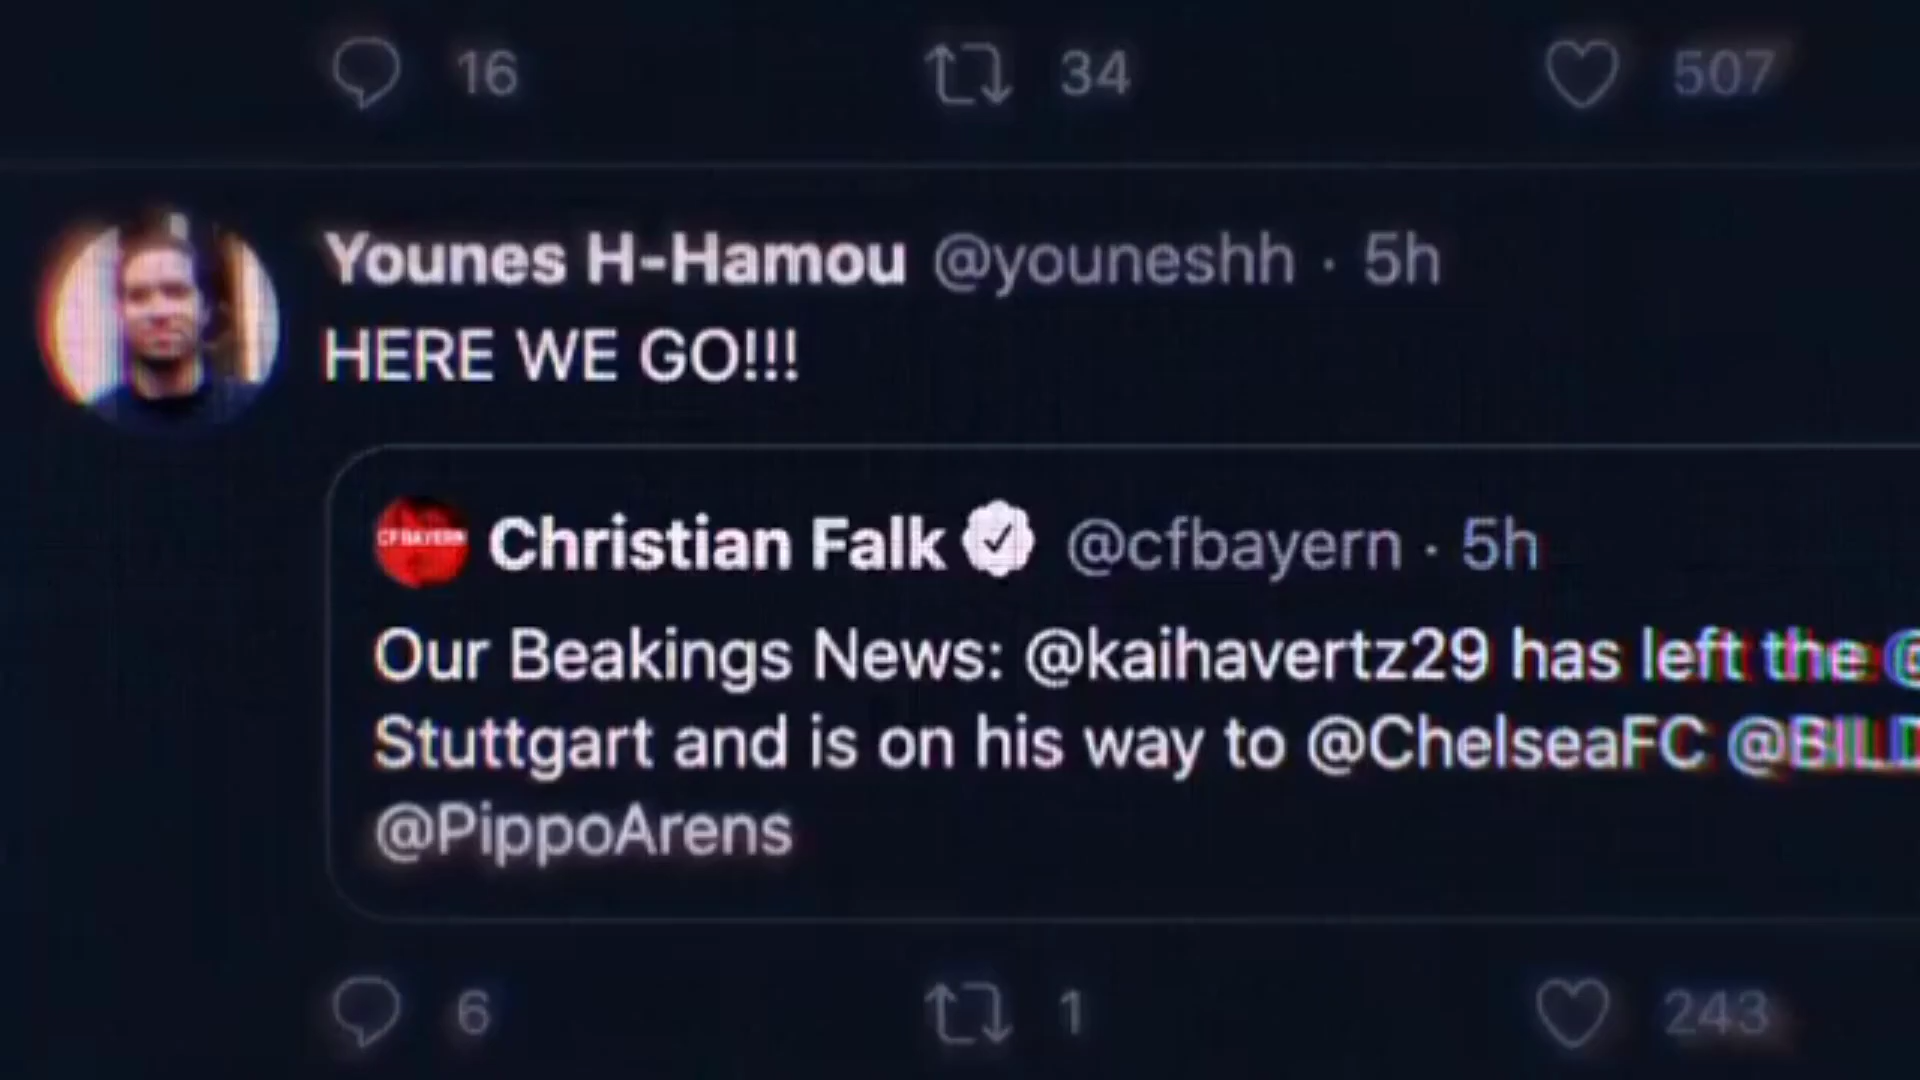 16 34 507
Younes H-Hamou @youneshh · 5h
HERE WE GO!!!
CFBAYERN
Christian Falk @cfbayern · 5h
Our Beakings News: @kaihavertz29 has left the @
Stuttgart and is on his way to @ChelseaFC @BILD
@PippoArens
6 1 243